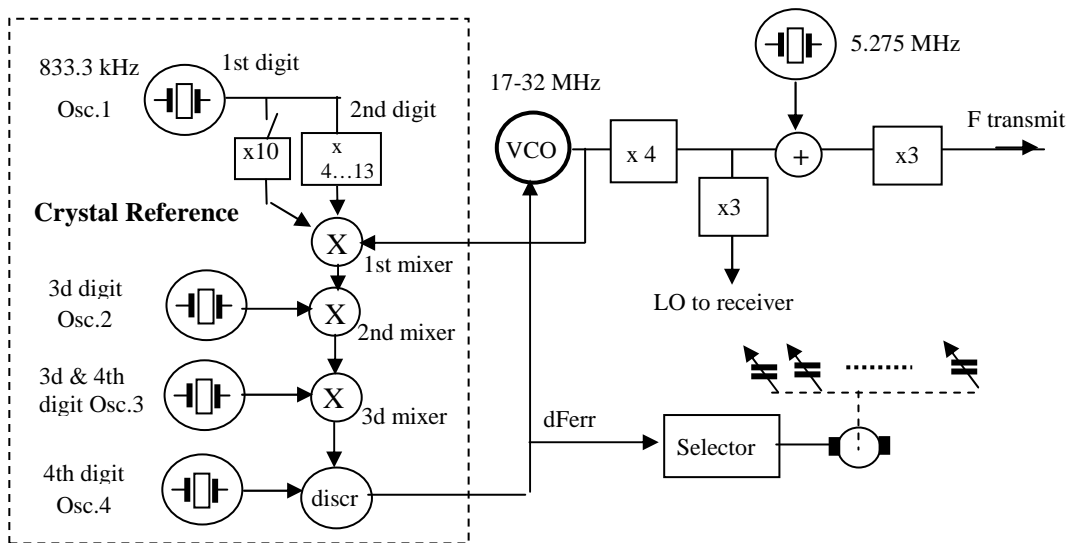 833.3 kHz
Osc.1
1st digit
2nd digit
x10
x
4...13
Crystal Reference
X
1st mixer
3d digit
Osc.2
X
2nd mixer
3d & 4th
digit Osc.3
X
3d mixer
4th digit
Osc.4
discr
17-32 MHz
VCO
x 4
x3
LO to receiver
5.275 MHz
+
x3
F transmit
dFerr
Selector